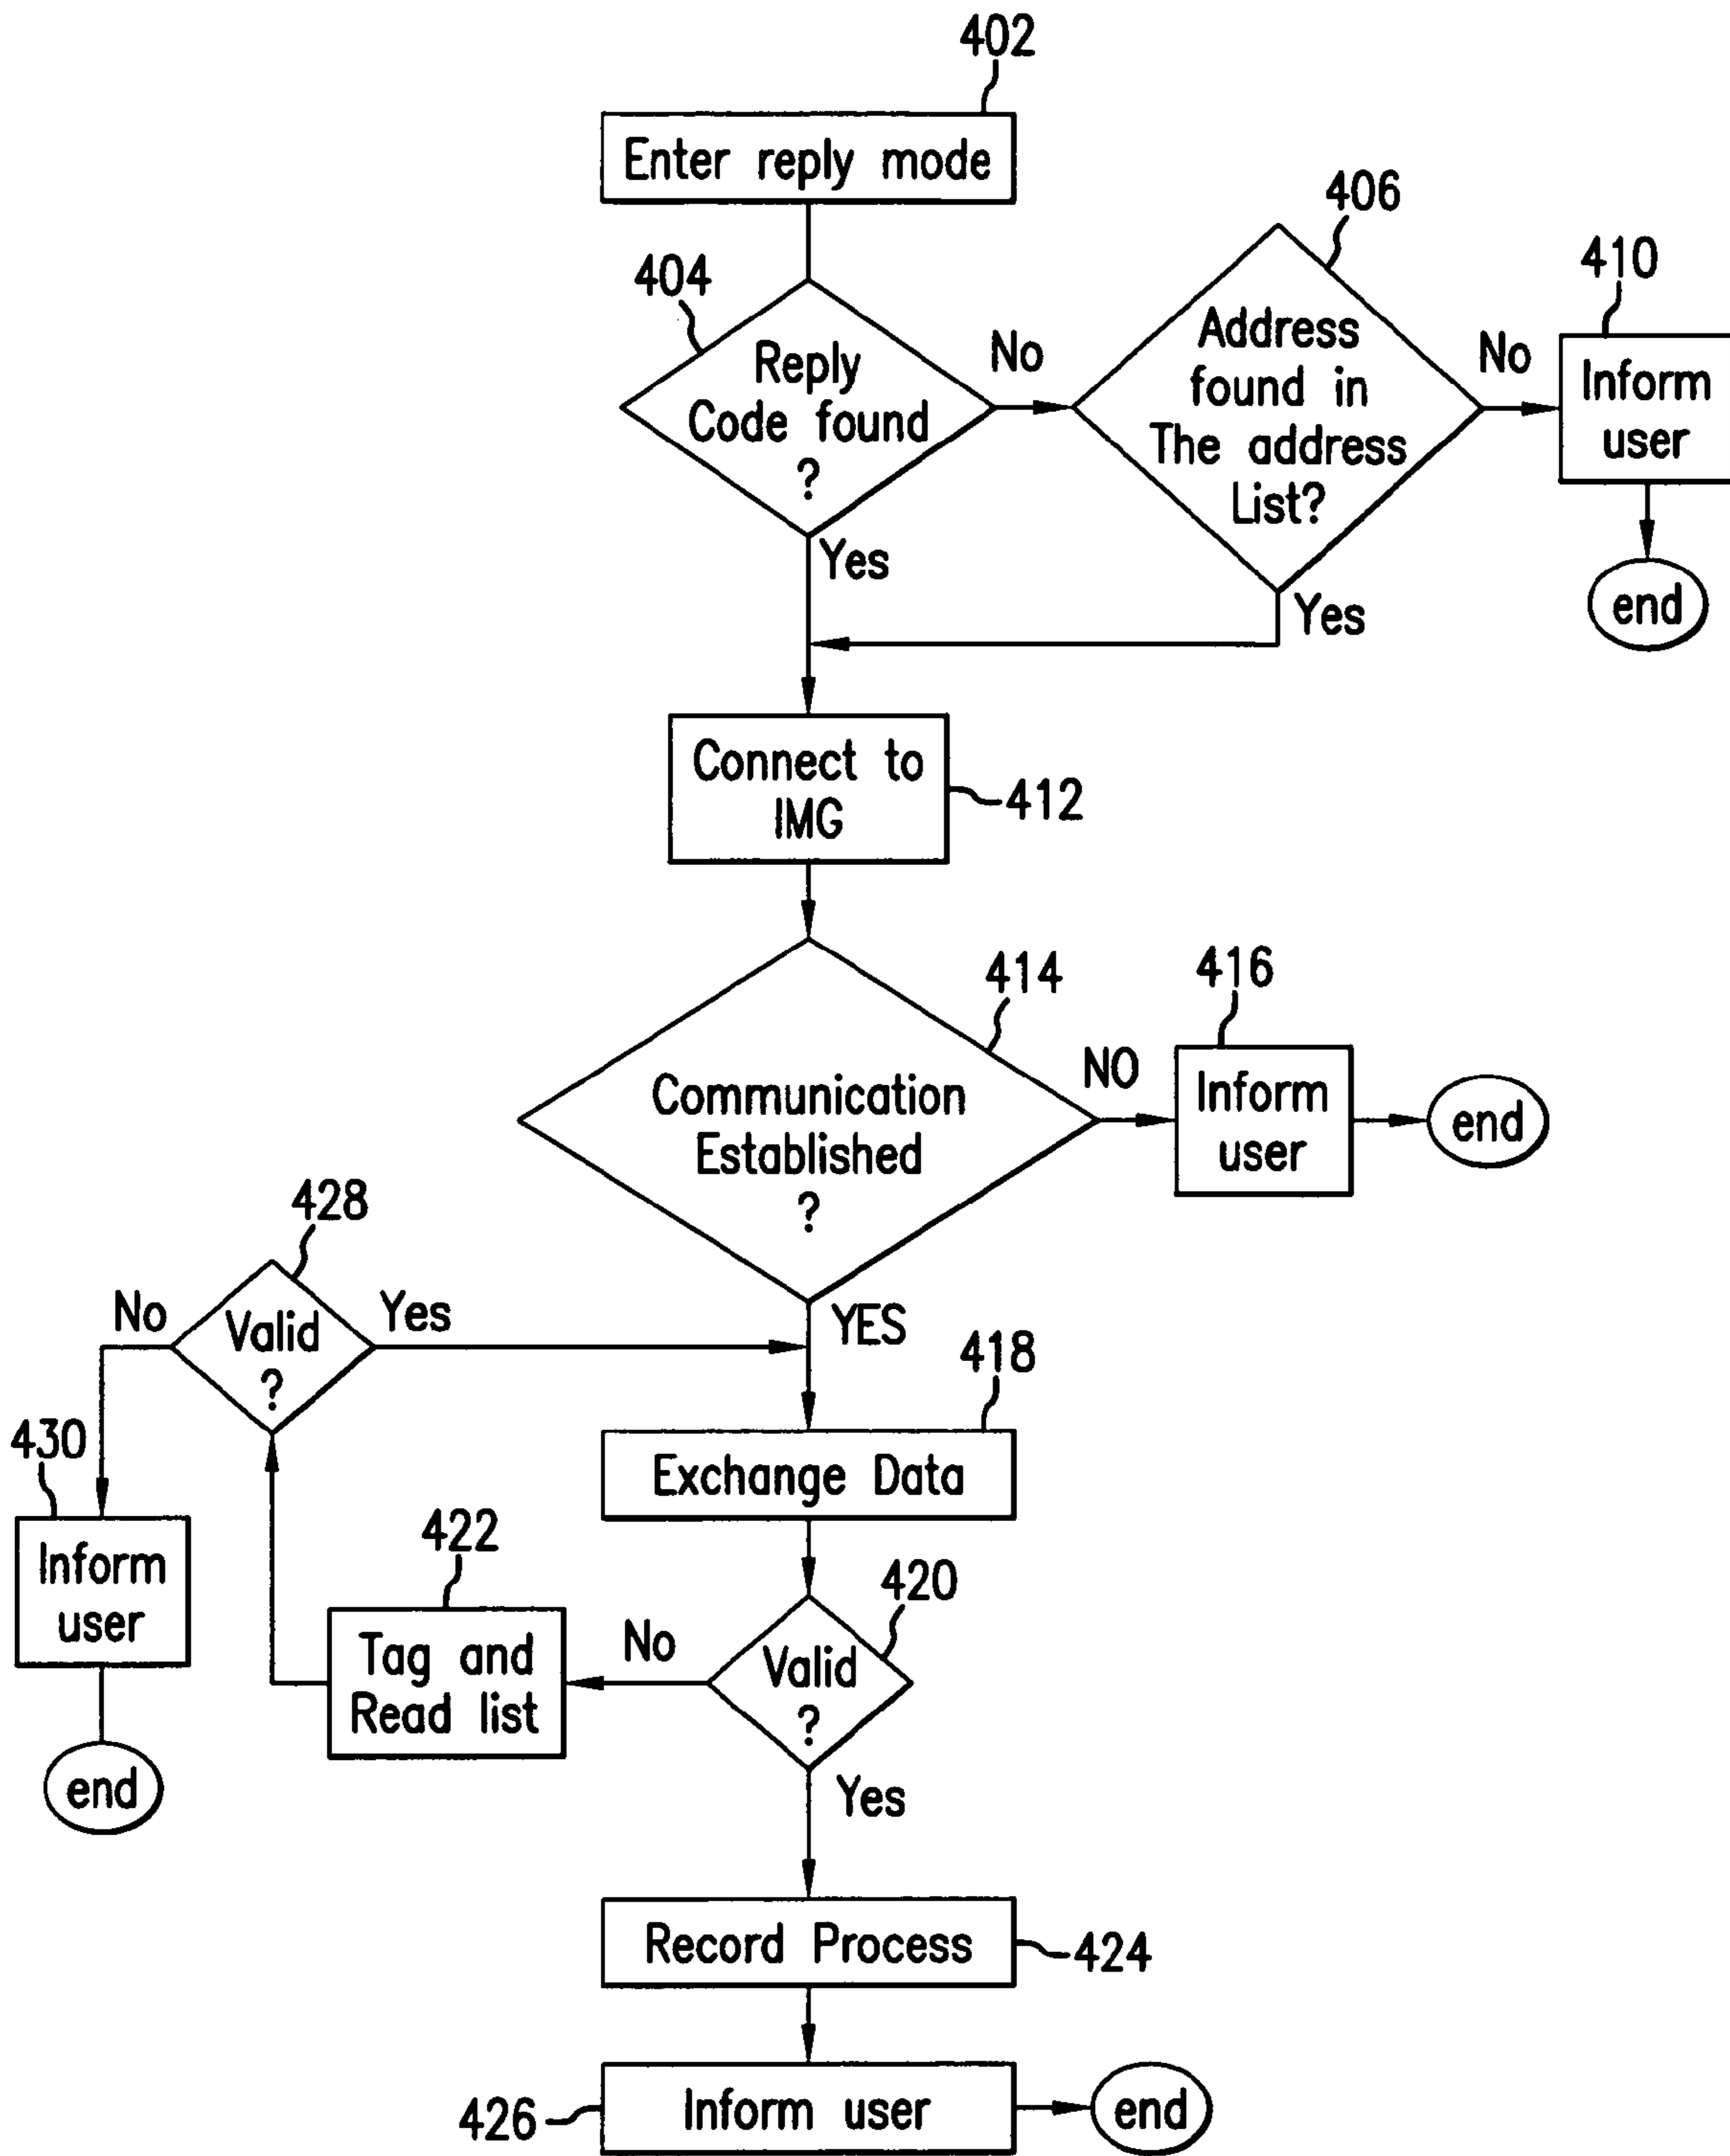 402
Enter reply mode
404
Reply
Code found
?
No
Yes
406
Address
found in
The address
List?
No
Yes
410
Inform
user
end
Connect to
IMG
412
414
Communication
Established
?
NO
YES
416
Inform
user
end
428
Valid
?
No
Yes
430
Inform
user
end
418
Exchange Data
420
Valid
?
No
Yes
422
Tag and
Read list
Record Process
424
426
Inform user
end